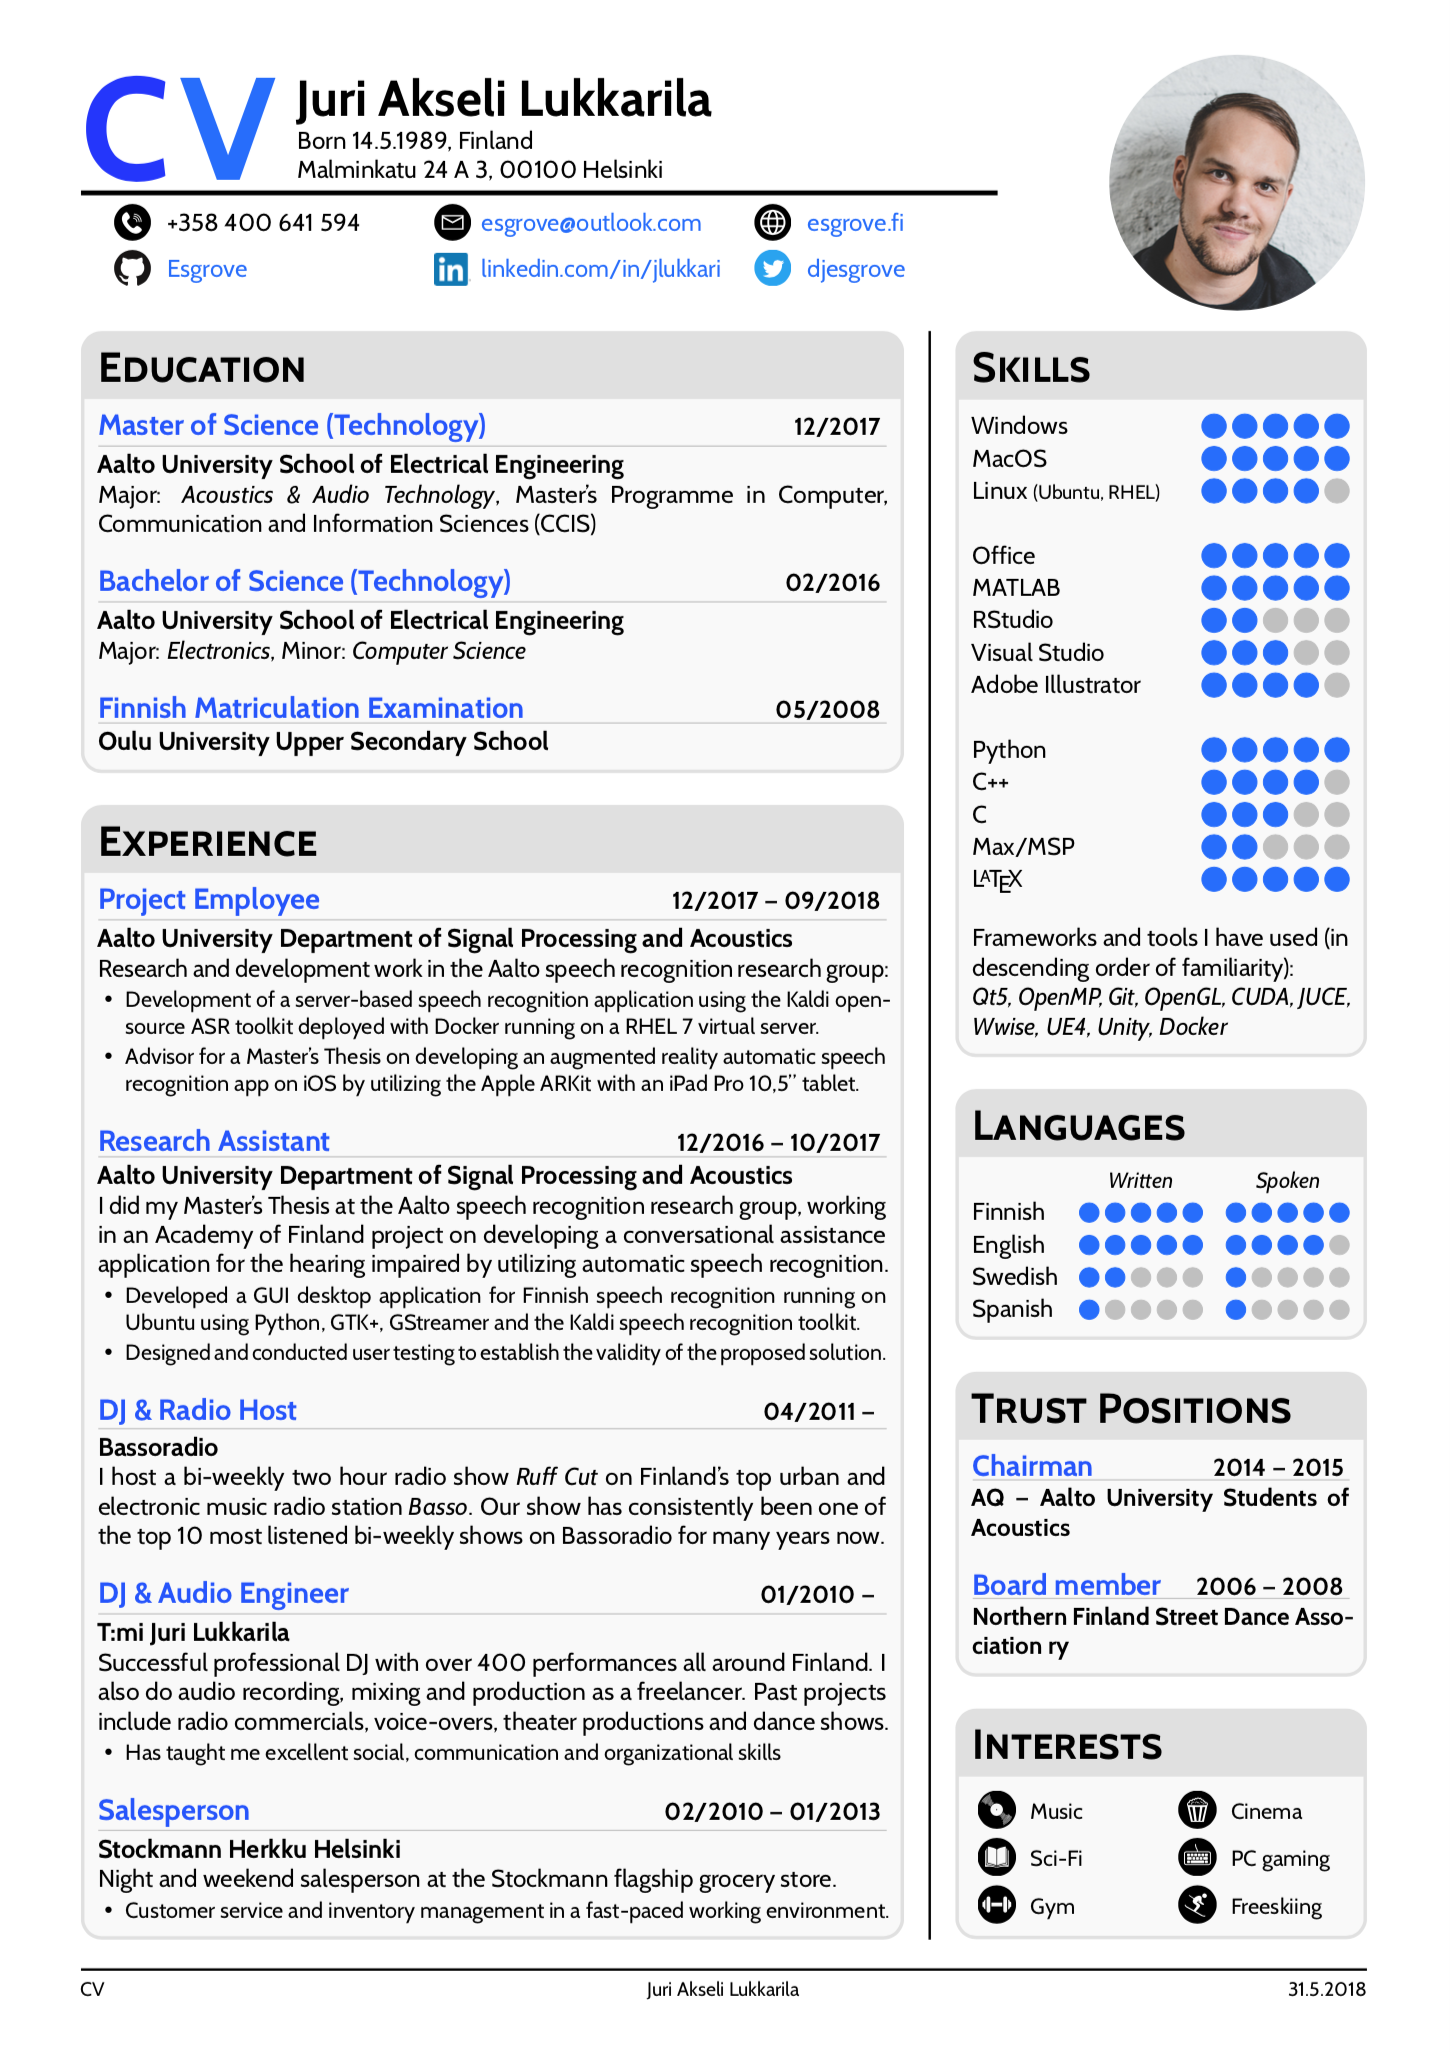 CV
Juri Akseli Lukkarila
Born 14.5.1989, Finland
Malminkatu 24 A 3, 00100 Helsinki
+358 400 641 594
esgrove@outlook.com
esgrove.fi
Esgrove
in linkedin.com/in/jlukkari
djesgrove
EDUCATION
Master of Science (Technology) 12/2017
Aalto University School of Electrical Engineering
Major: Acoustics & Audio Technology, Master's Programme in Computer,
Communication and Information Sciences (CCIS)
Bachelor of Science (Technology) 02/2016
Aalto University School of Electrical Engineering
Major: Electronics, Minor: Computer Science
Finnish Matriculation Examination 05/2008
Oulu University Upper Secondary School
EXPERIENCE
Project Employee 12/2017 – 09/2018
Aalto University Department of Signal Processing and Acoustics
Research and development work in the Aalto speech recognition research group:
• Development of a server-based speech recognition application using the Kaldi open-
source ASR toolkit deployed with Docker running on a RHEL 7 virtual server.
• Advisor for a Master's Thesis on developing an augmented reality automatic speech
recognition app on iOS by utilizing the Apple ARKit with an iPad Pro 10,5'' tablet.
Research Assistant 12/2016 – 10/2017
Aalto University Department of Signal Processing and Acoustics
I did my Master's Thesis at the Aalto speech recognition research group, working
in an Academy of Finland project on developing a conversational assistance
application for the hearing impaired by utilizing automatic speech recognition.
• Developed a GUI desktop application for Finnish speech recognition running on
Ubuntu using Python, GTK+, GStreamer and the Kaldi speech recognition toolkit.
• Designed and conducted user testing to establish the validity of the proposed solution.
DJ & Radio Host 04/2011 –
Bassoradio
I host a bi-weekly two hour radio show Ruff Cut on Finland's top urban and
electronic music radio station Basso. Our show has consistently been one of
the top 10 most listened bi-weekly shows on Bassoradio for many years now.
DJ & Audio Engineer 01/2010 –
T:mi Juri Lukkarila
Successful professional DJ with over 400 performances all around Finland. I
also do audio recording, mixing and production as a freelancer. Past projects
include radio commercials, voice-overs, theater productions and dance shows.
• Has taught me excellent social, communication and organizational skills
Salesperson 02/2010 – 01/2013
Stockmann Herkku Helsinki
Night and weekend salesperson at the Stockmann flagship grocery store.
• Customer service and inventory management in a fast-paced working environment.
SKILLS
Windows
MacOS
Linux (Ubuntu, RHEL)
Office
MATLAB
RStudio
Visual Studio
Adobe Illustrator
Python
C++
C
Max/MSP
LATEX
Frameworks and tools I have used (in
descending order of familiarity):
Qt5, OpenMP, Git, OpenGL, CUDA, JUCE,
Wwise, UE4, Unity, Docker
LANGUAGES
Written Spoken
Finnish
English
Swedish
Spanish
TRUST POSITIONS
Chairman 2014 – 2015
AQ – Aalto University Students of
Acoustics
Board member 2006 – 2008
Northern Finland Street Dance Asso-
ciation ry
INTERESTS
Music Cinema
Sci-Fi PC gaming
Gym Freeskiing
CV Juri Akseli Lukkarila 31.5.2018